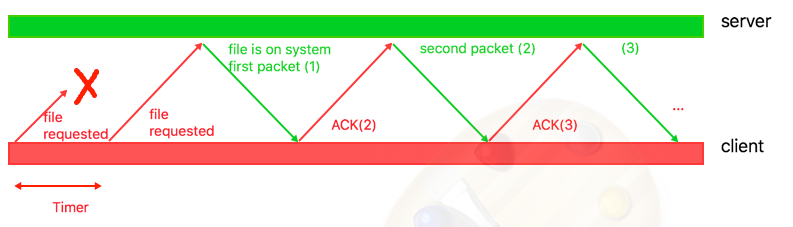 server
file is on system
first packet (1)
second packet (2)
(3)
file
requested
file
requested
ACK(2)
ACK(3)
...
client
Timer